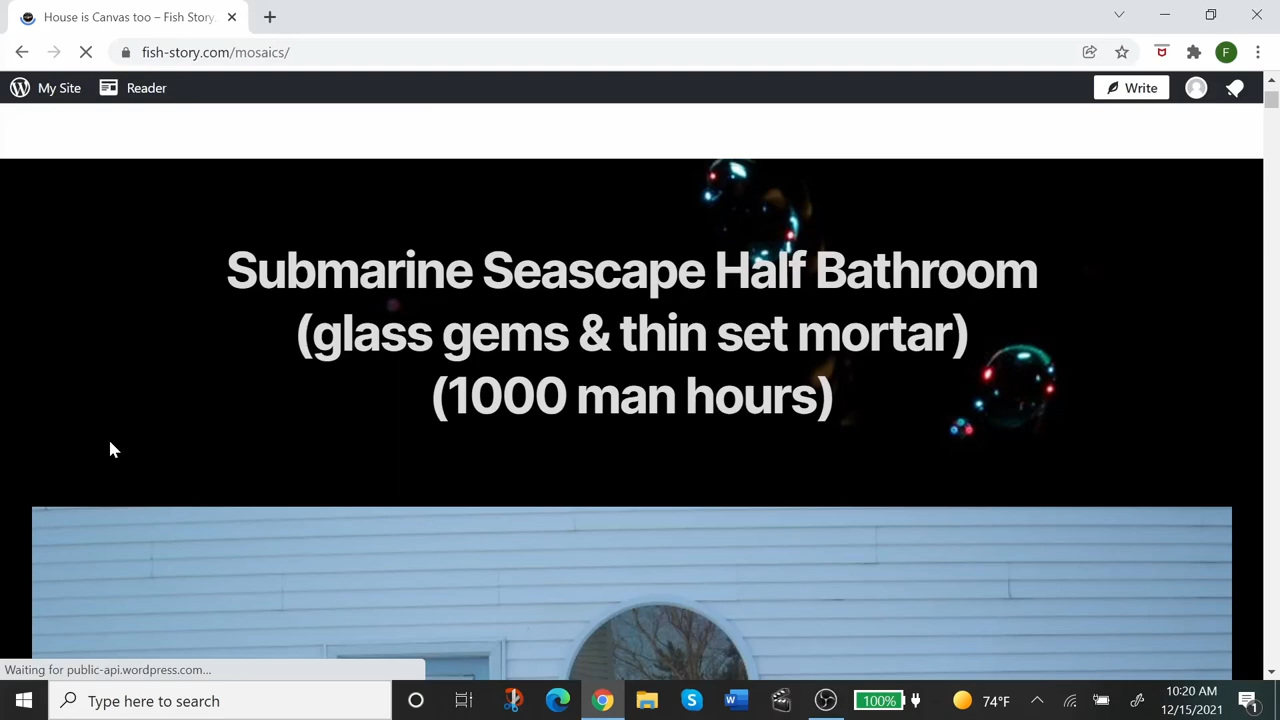 House is Canvas too – Fish Story
fish-story.com/mosaics/
F
My Site
Reader
Write
Submarine Seascape Half Bathroom
(glass gems & thin set mortar)
(1000 man hours)
Waiting for public-api.wordpress.com...
Type here to search
100%
74°F
10:20 AM
12/15/2021
1